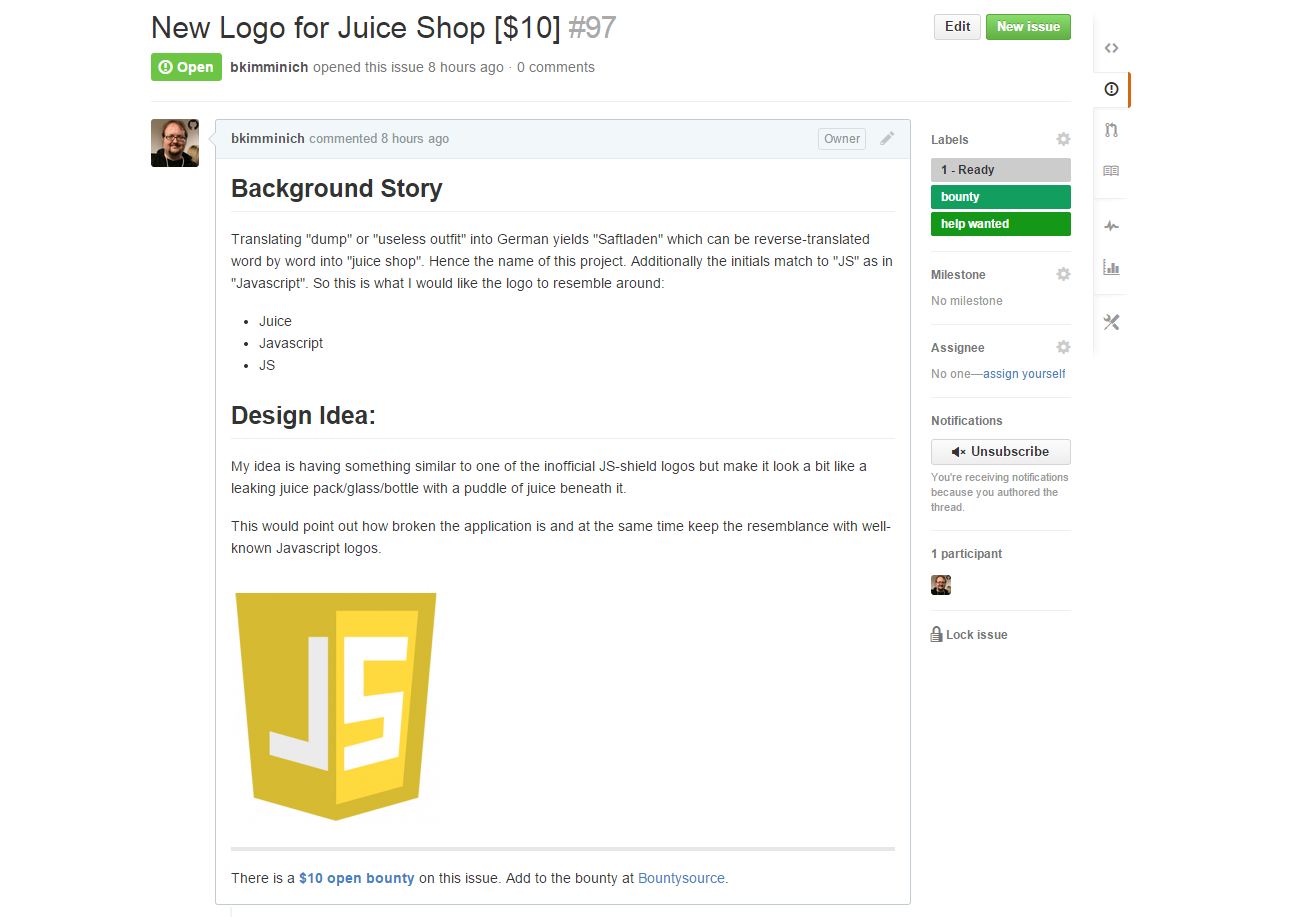 New Logo for Juice Shop [$10] #97
Edit
New issue
Open
bkimminich opened this issue 8 hours ago · 0 comments
bkimminich commented 8 hours ago
Owner
Background Story
Translating "dump" or "useless outfit" into German yields "Saftladen" which can be reverse-translated
word by word into "juice shop". Hence the name of this project. Additionally the initials match to "JS" as in
"Javascript". So this is what I would like the logo to resemble around:
• Juice
• Javascript
• JS
Design Idea:
My idea is having something similar to one of the inofficial JS-shield logos but make it look a bit like a
leaking juice pack/glass/bottle with a puddle of juice beneath it.
This would point out how broken the application is and at the same time keep the resemblance with well-
known Javascript logos.
JS
There is a $10 open bounty on this issue. Add to the bounty at Bountysource.
Labels
1 - Ready
bounty
help wanted
Milestone
No milestone
Assignee
No one—assign yourself
Notifications
Unsubscribe
You're receiving notifications
because you authored the
thread.
1 participant
Lock issue